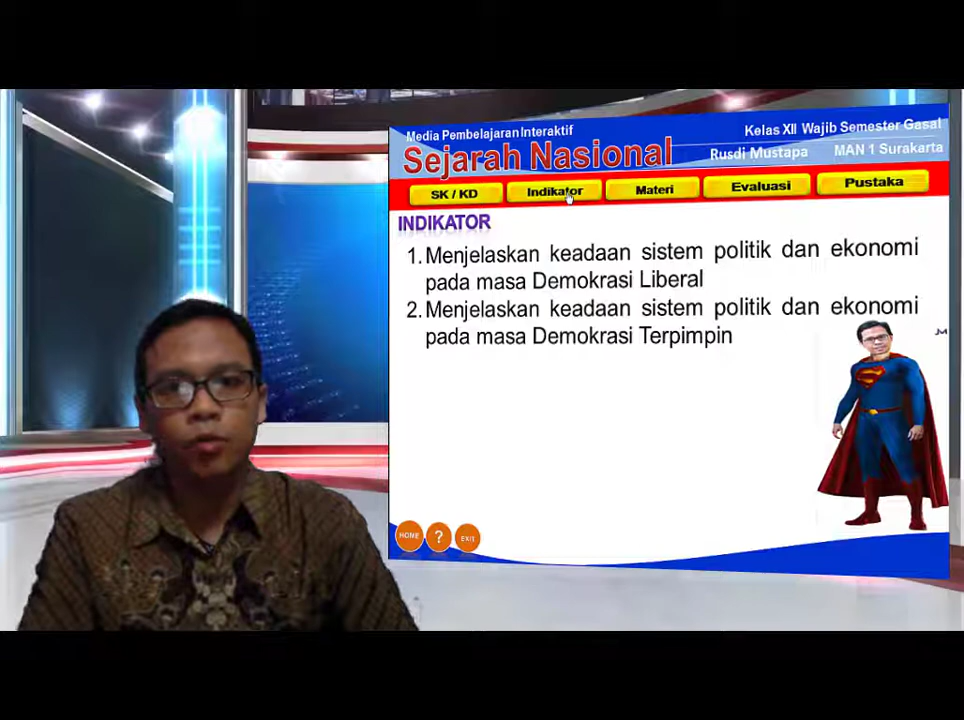 Media Pembelajaran Interaktif
Kelas XII Wajib Semester Gasal
Sejarah Nasional
Rusdi Mustapa MAN 1 Surakarta
SK / KD Indikator Materi Evaluasi Pustaka
INDIKATOR
1. Menjelaskan keadaan sistem politik dan ekonomi
pada masa Demokrasi Liberal
2. Menjelaskan keadaan sistem politik dan ekonomi
pada masa Demokrasi Terpimpin
JM
HOME ? EXIT